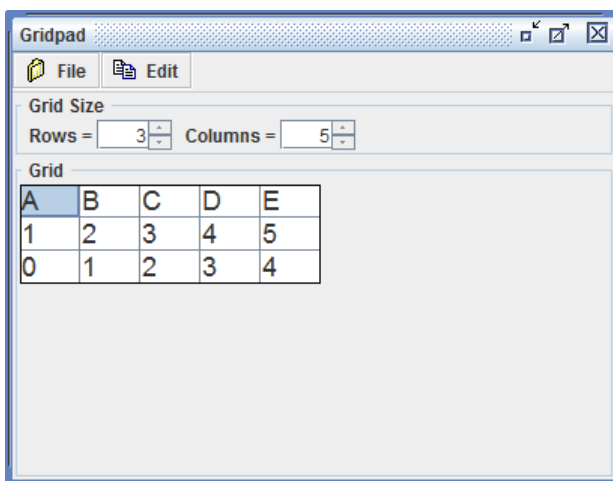 Gridpad
File Edit
Grid Size
Rows = 3 Columns = 5
Grid
A B C D E
1 2 3 4 5
0 1 2 3 4